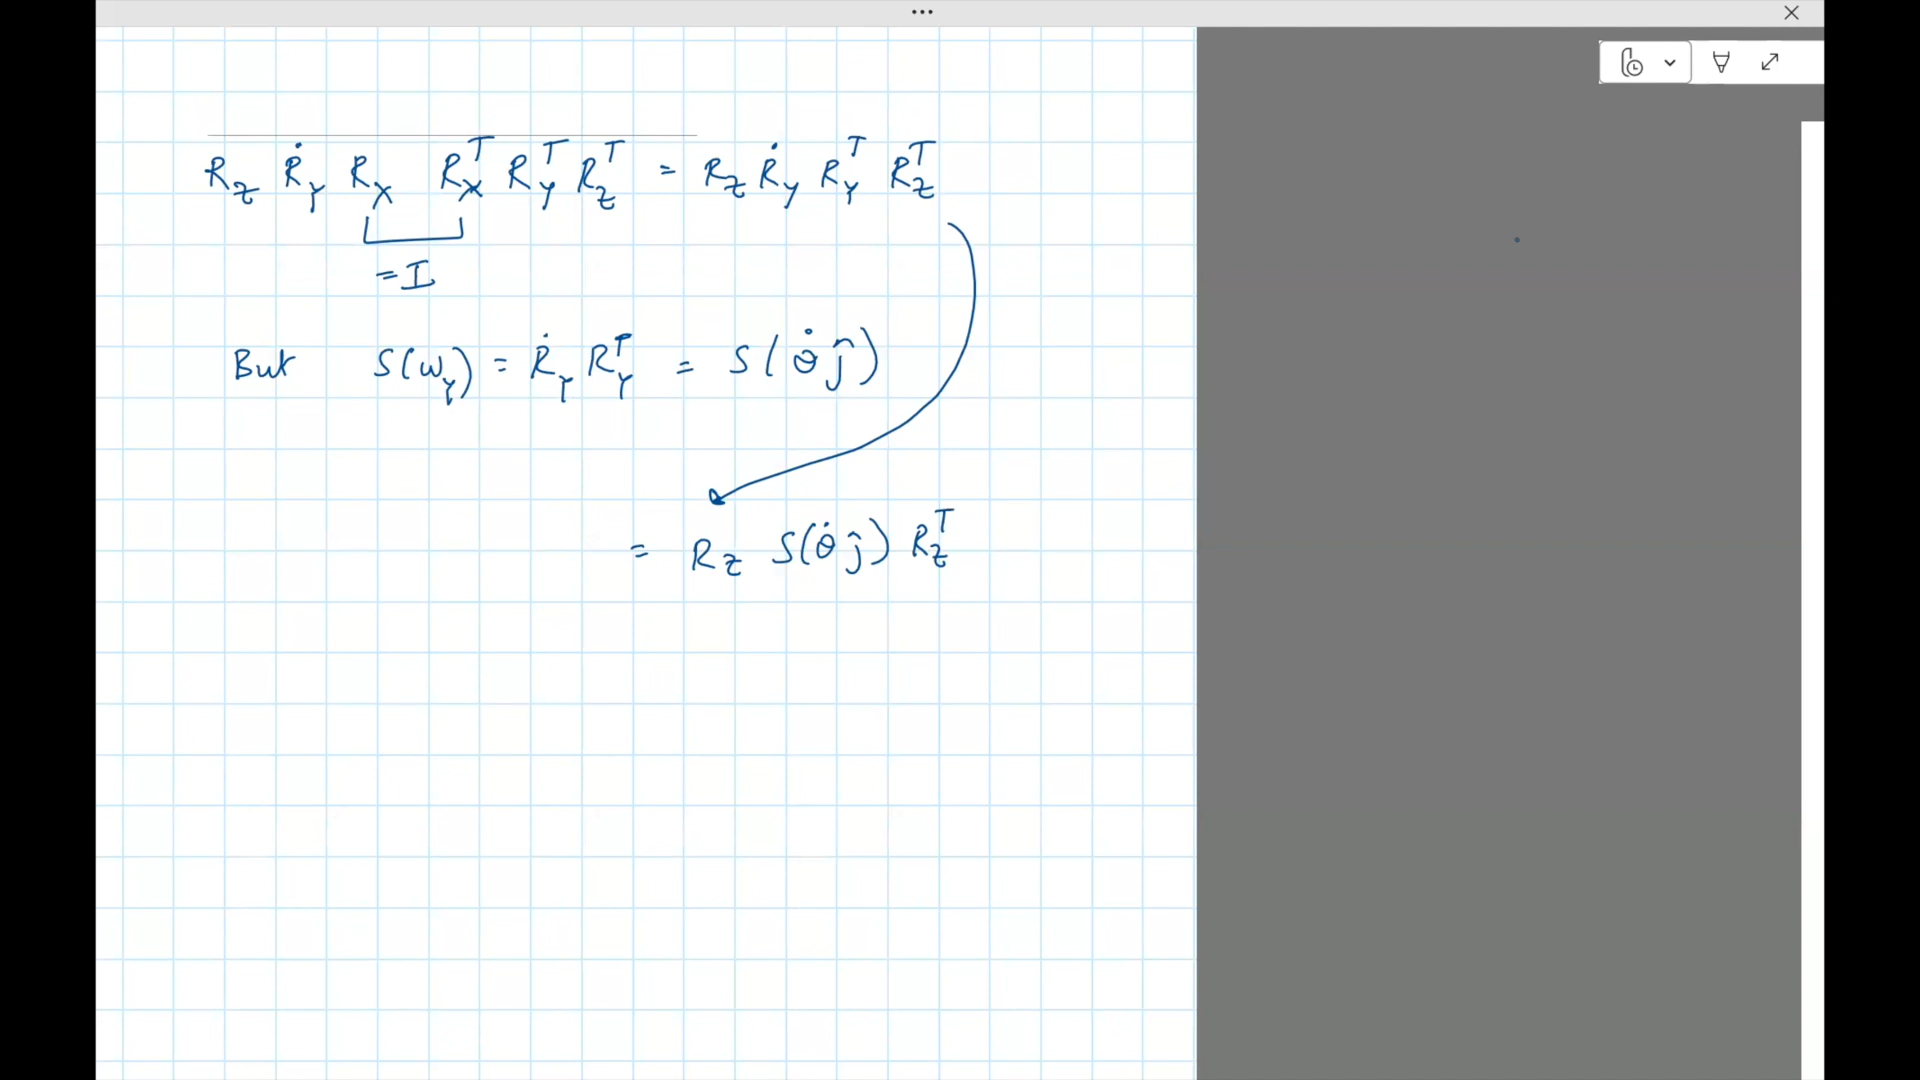 R_Z Ṙ_Y R_X R_X^T R_Y^T R_Z^T = R_Z Ṙ_Y R_Y^T R_Z^T
= I
But S(ω_Y) = Ṙ_Y R_Y^T = S(θ̇ ĵ)
= R_Z S(θ̇ ĵ) R_Z^T